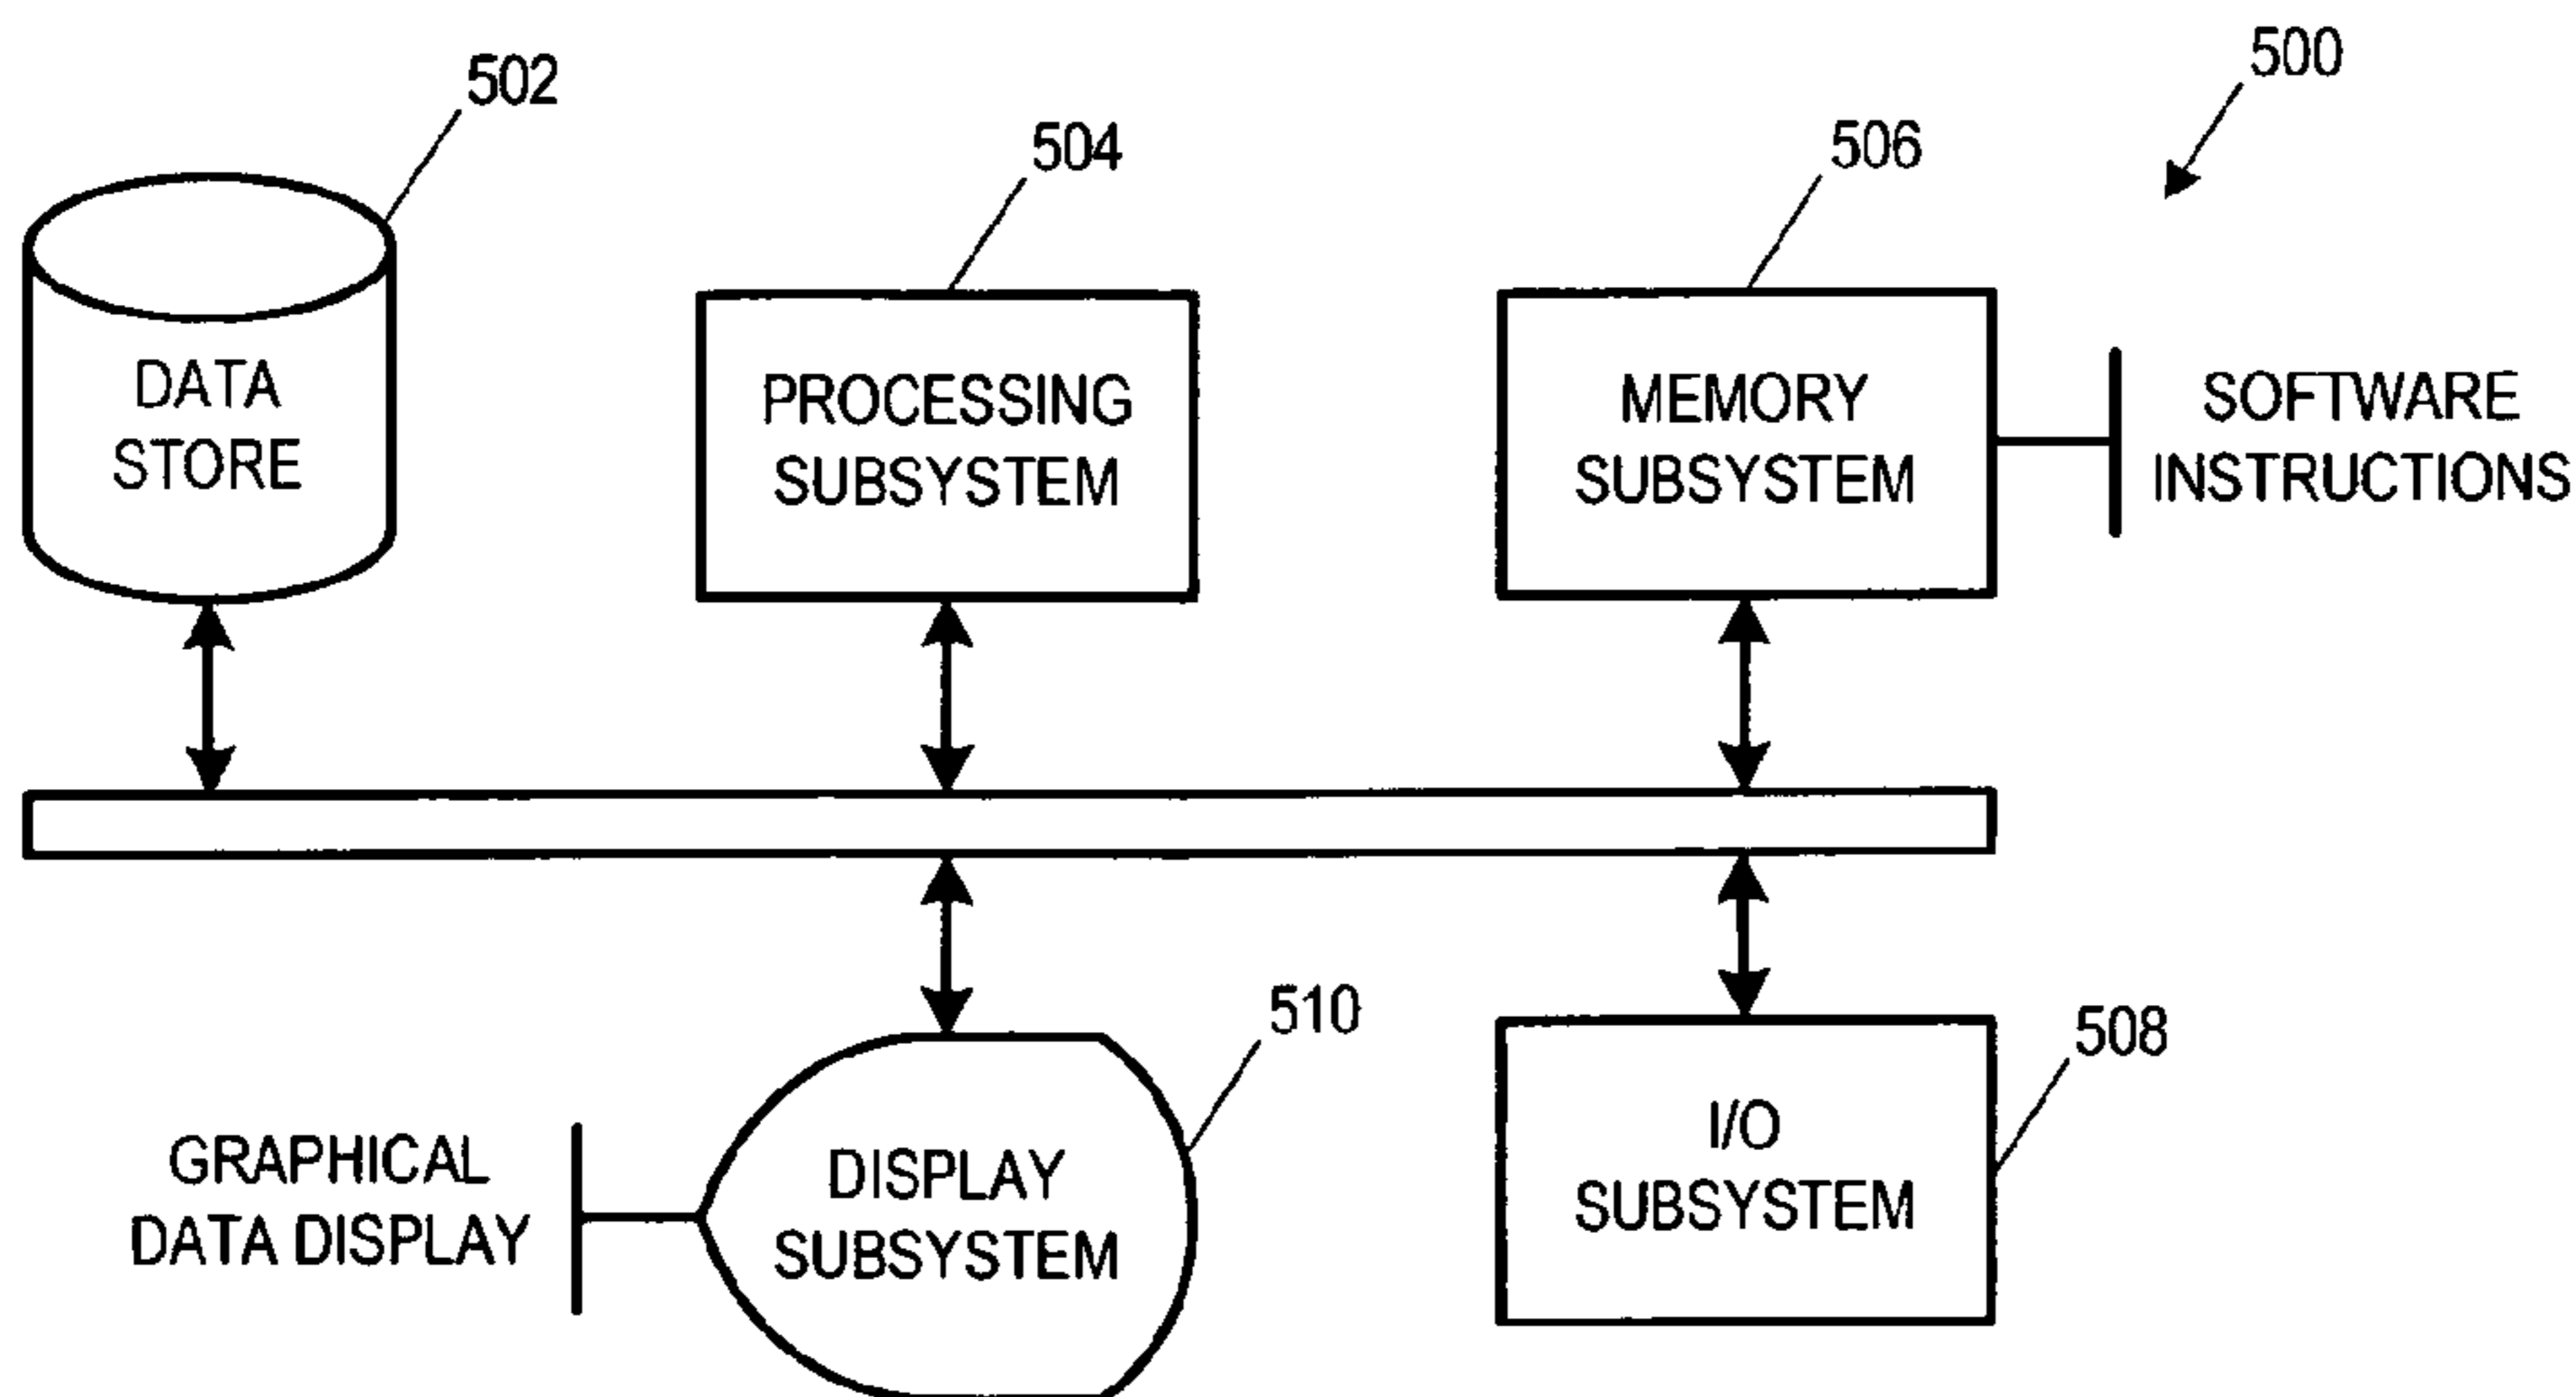 500
502
504
506
DATA
STORE
PROCESSING
SUBSYSTEM
MEMORY
SUBSYSTEM
SOFTWARE
INSTRUCTIONS
510
508
GRAPHICAL
DATA DISPLAY
DISPLAY
SUBSYSTEM
I/O
SUBSYSTEM